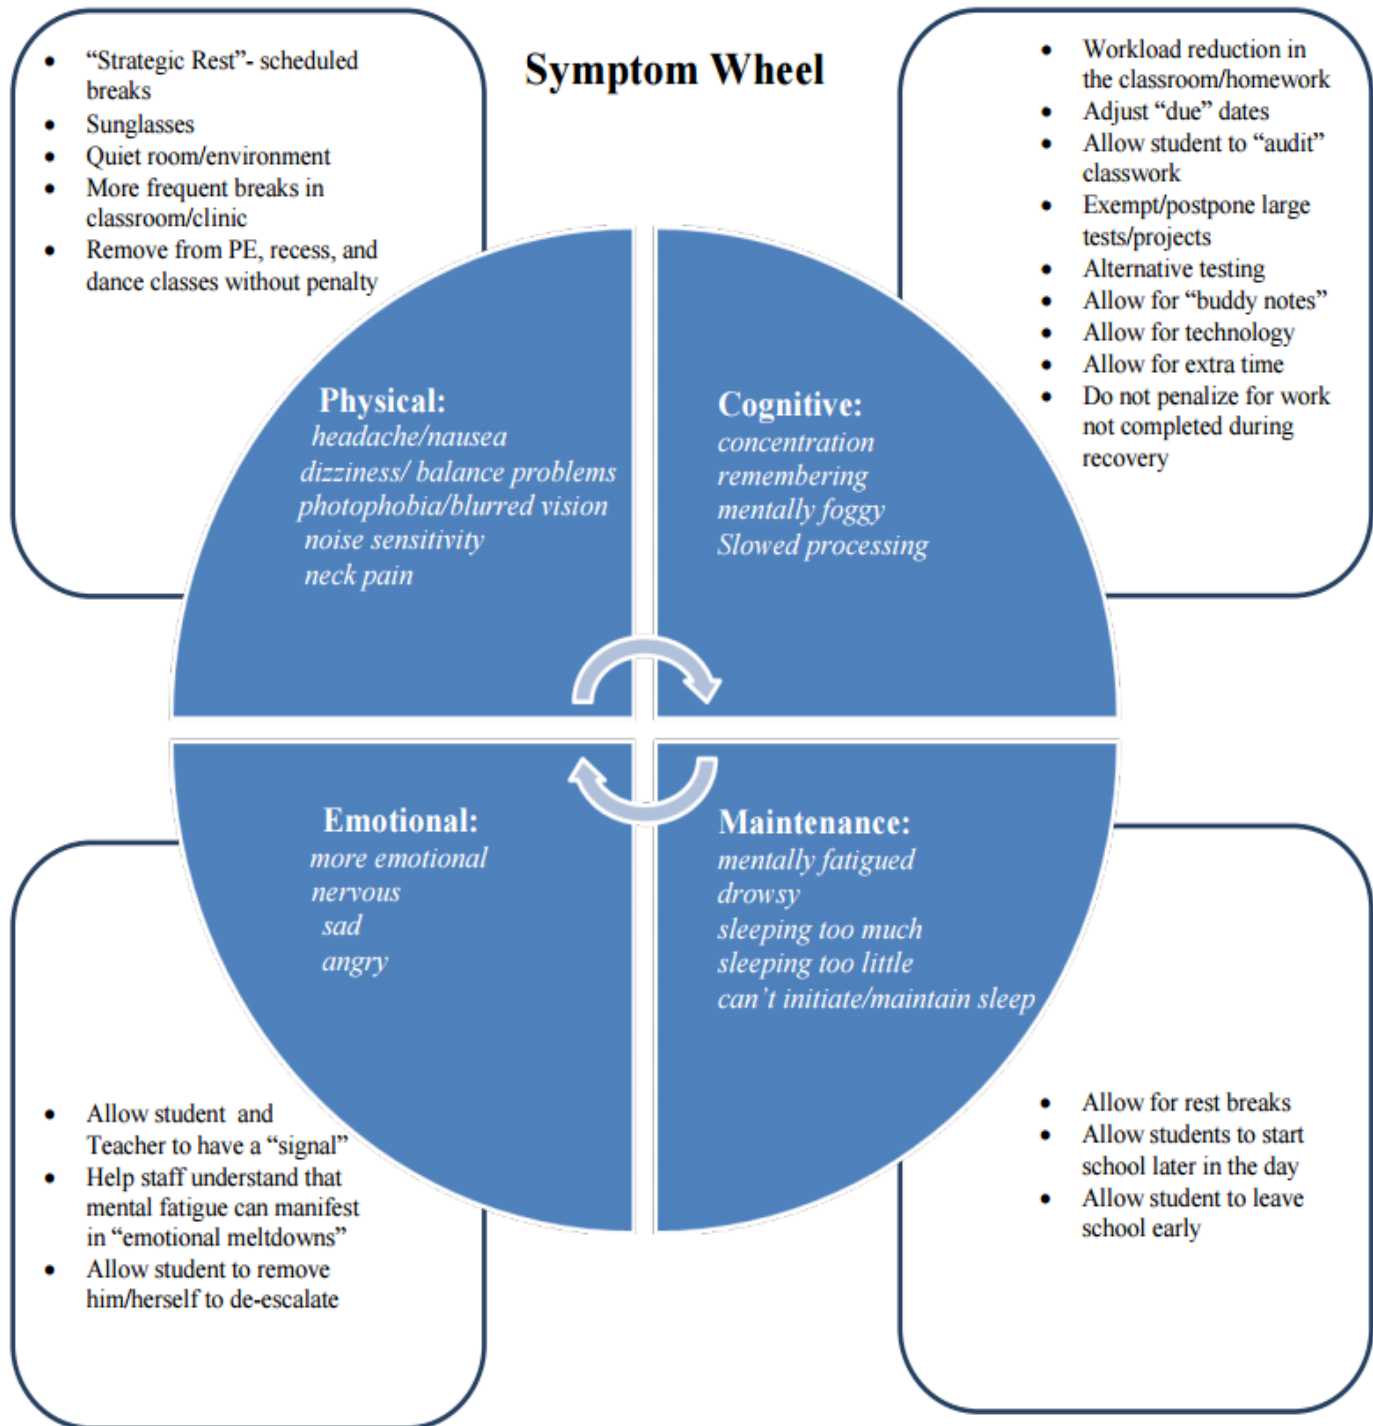 Symptom Wheel
• “Strategic Rest”- scheduled
breaks
• Sunglasses
• Quiet room/environment
• More frequent breaks in
classroom/clinic
• Remove from PE, recess, and
dance classes without penalty
• Workload reduction in
the classroom/homework
• Adjust “due” dates
• Allow student to “audit”
classwork
• Exempt/postpone large
tests/projects
• Alternative testing
• Allow for “buddy notes”
• Allow for technology
• Allow for extra time
• Do not penalize for work
not completed during
recovery
Physical:
headache/nausea
dizziness/ balance problems
photophobia/blurred vision
noise sensitivity
neck pain
Cognitive:
concentration
remembering
mentally foggy
Slowed processing
Emotional:
more emotional
nervous
sad
angry
Maintenance:
mentally fatigued
drowsy
sleeping too much
sleeping too little
can’t initiate/maintain sleep
• Allow student and
Teacher to have a “signal”
• Help staff understand that
mental fatigue can manifest
in “emotional meltdowns”
• Allow student to remove
him/herself to de-escalate
• Allow for rest breaks
• Allow students to start
school later in the day
• Allow student to leave
school early